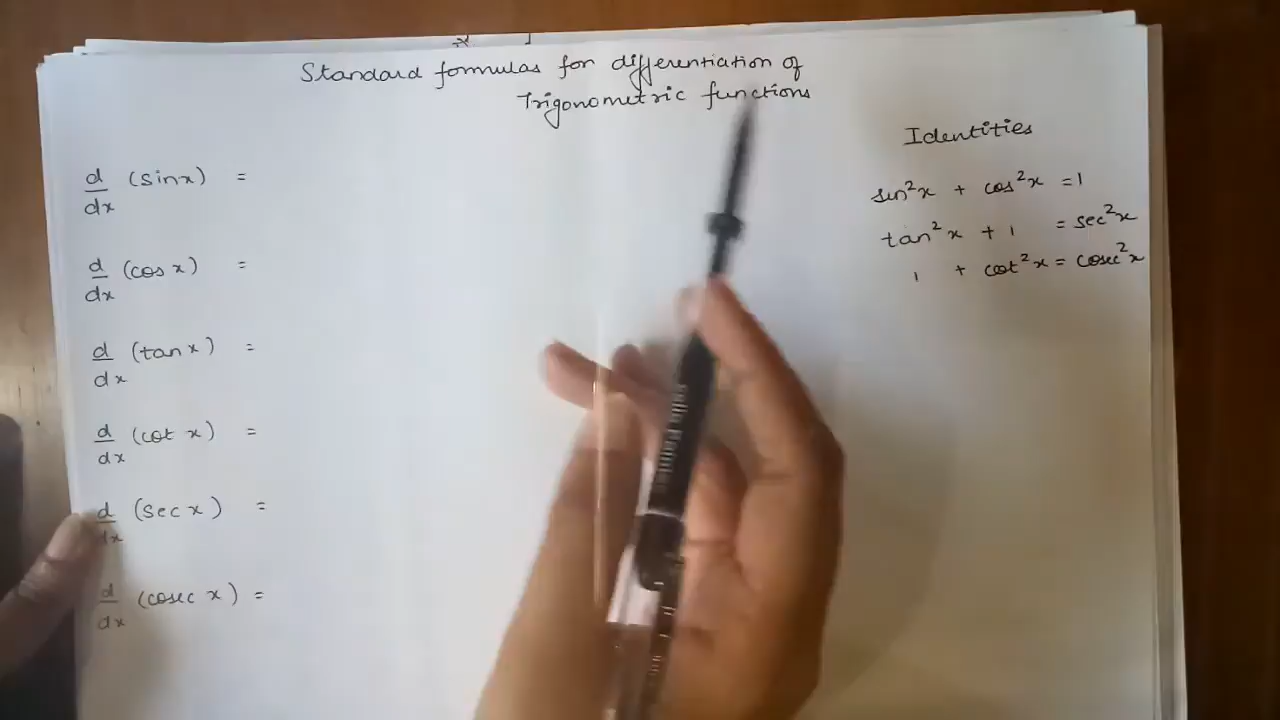 Standard formulas for differentiation of
Trigonometric functions
Identities
sin²x + cos²x = 1
tan²x + 1 = sec²x
1 + cot²x = cosec²x
d/dx (sinx) =
d/dx (cos x) =
d/dx (tanx) =
d/dx (cot x) =
d/dx (sec x) =
d/dx (cosec x) =